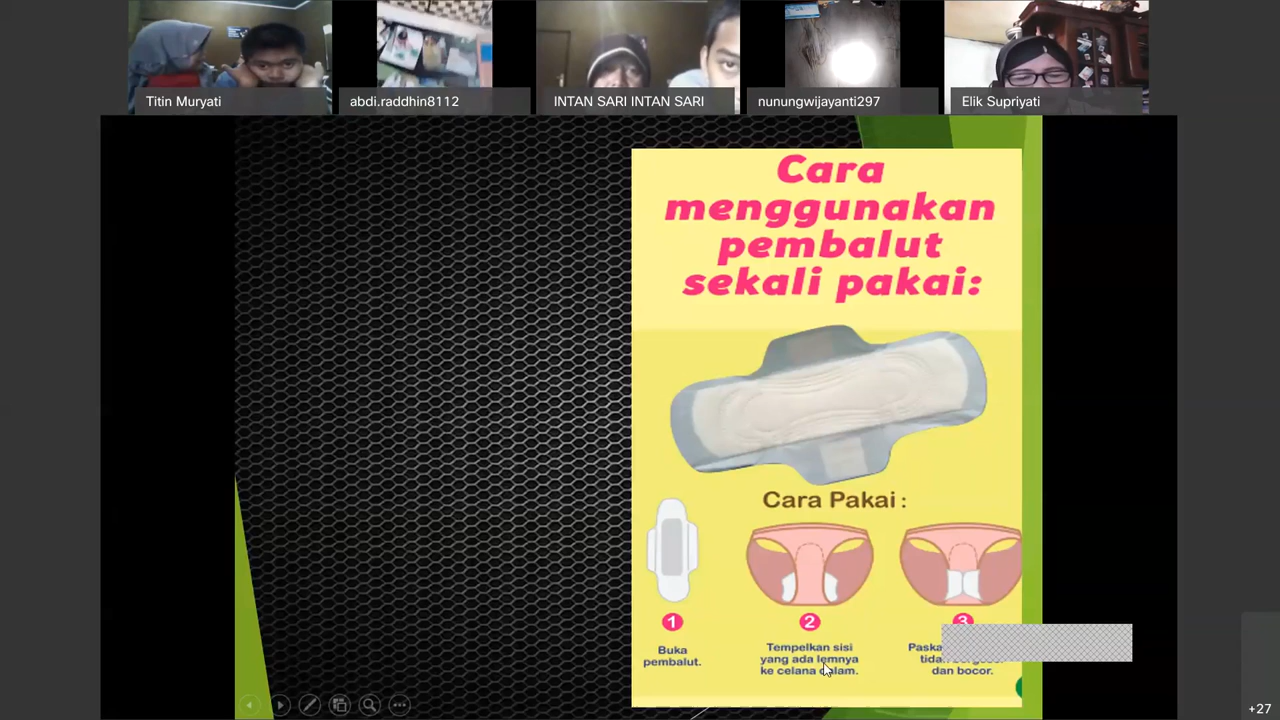 Titin Muryati
abdi.raddhin8112
INTAN SARI INTAN SARI
nunungwijayanti297
Elik Supriyati
Cara
menggunakan
pembalut
sekali pakai:
Cara Pakai :
1
2
3
Buka
pembalut.
Tempelkan sisi
yang ada lemnya
ke celana dalam.
dan bocor.
+27